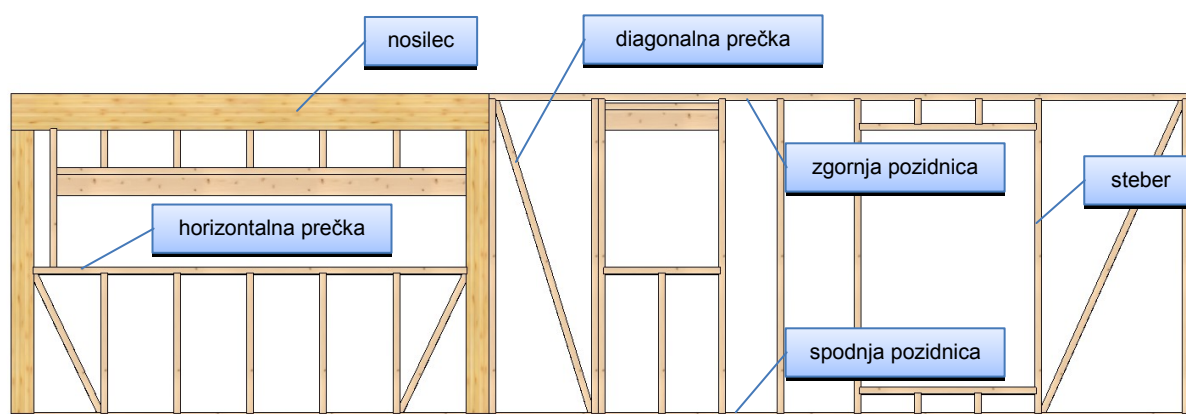 nosilec
diagonalna prečka
zgornja pozidnica
steber
horizontalna prečka
spodnja pozidnica